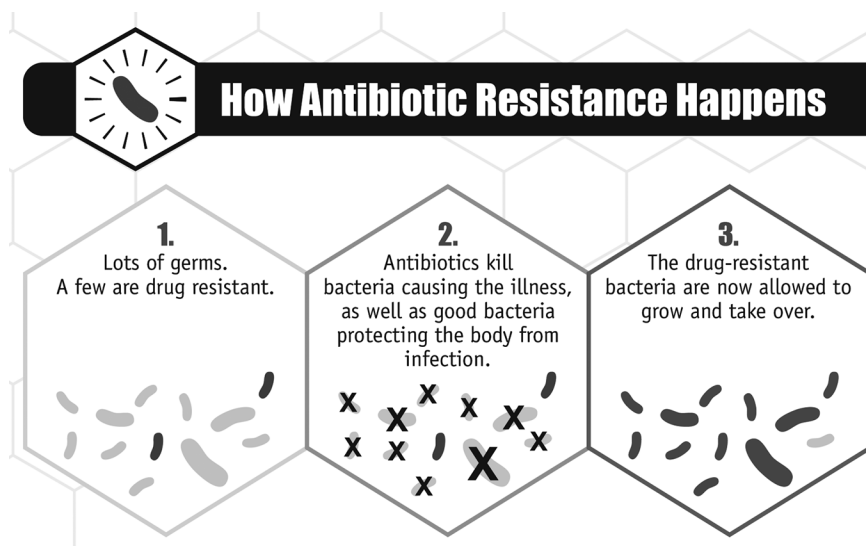 How Antibiotic Resistance Happens
1.
Lots of germs.
A few are drug resistant.
2.
Antibiotics kill
bacteria causing the illness,
as well as good bacteria
protecting the body from
infection.
3.
The drug-resistant
bacteria are now allowed to
grow and take over.
X
X
X
X
X
X
X
X
X
X